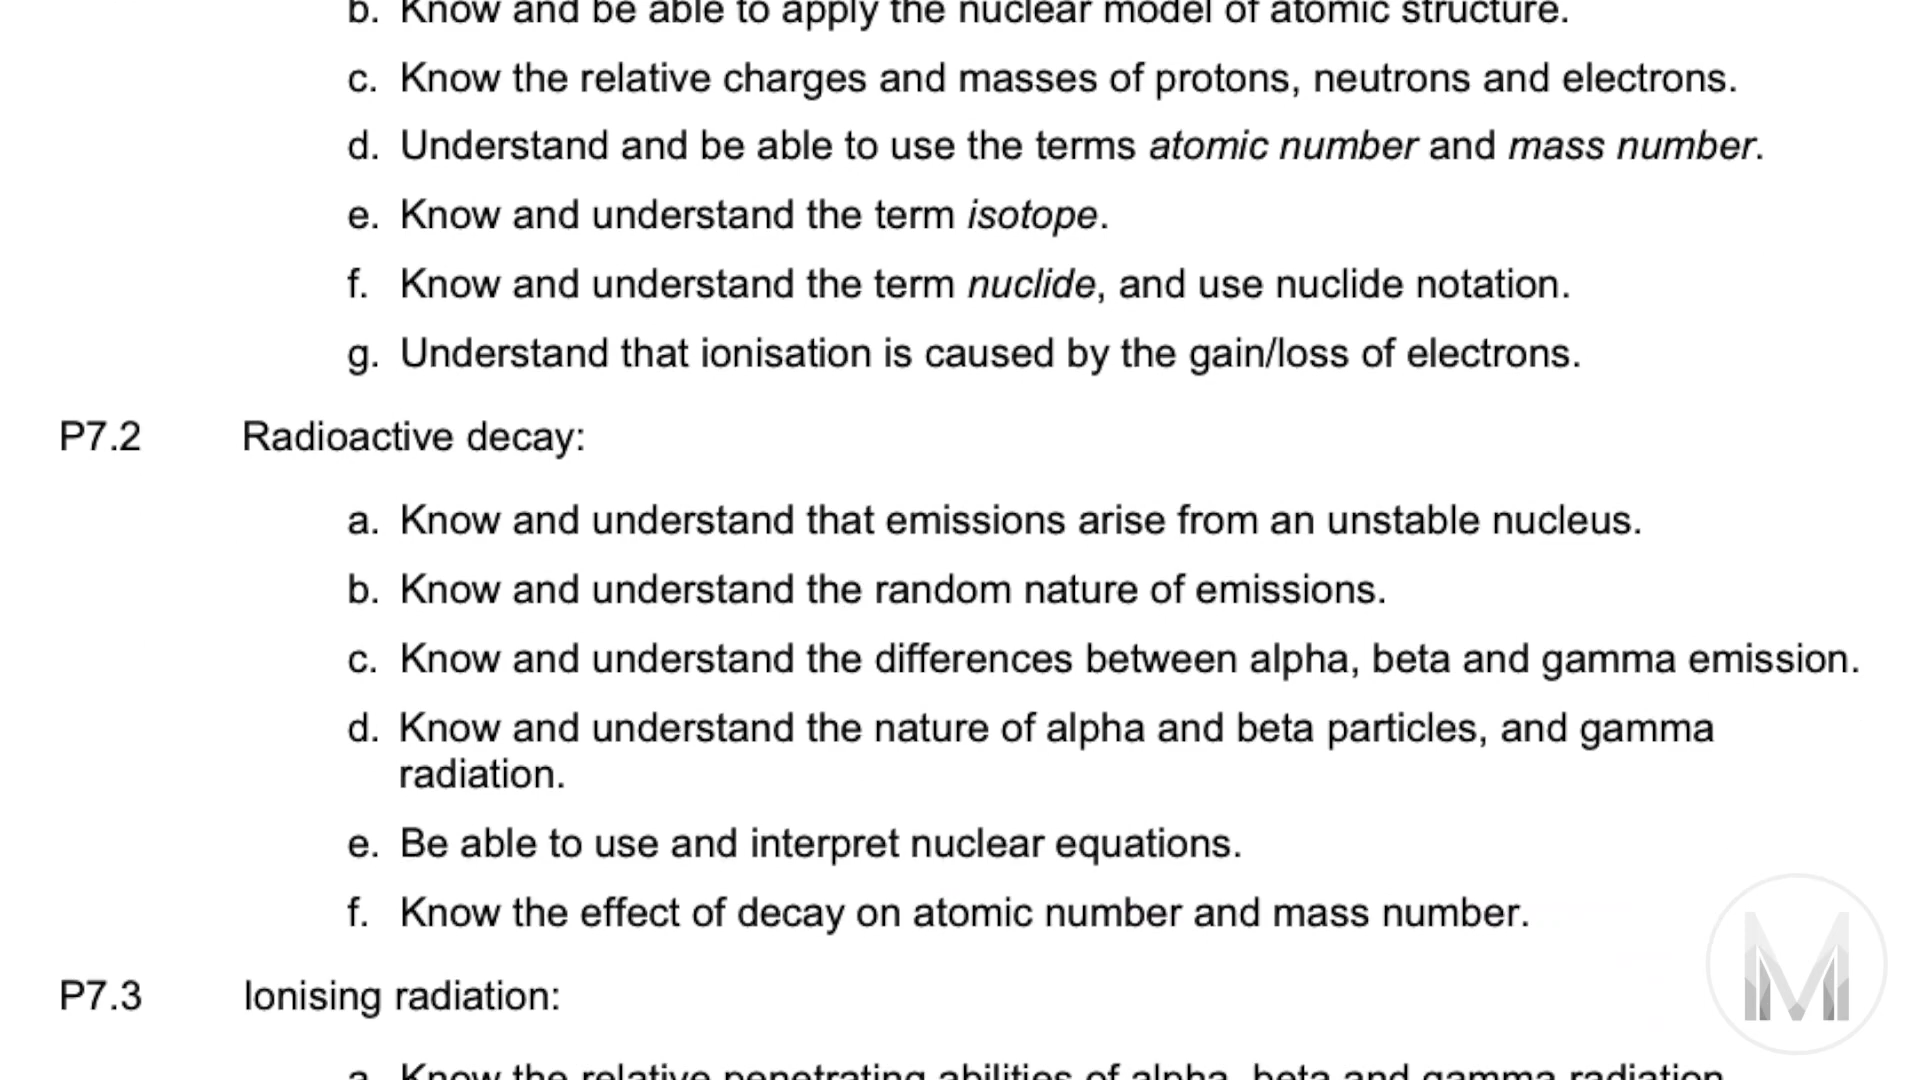 b. Know and be able to apply the nuclear model of atomic structure.
c. Know the relative charges and masses of protons, neutrons and electrons.
d. Understand and be able to use the terms atomic number and mass number.
e. Know and understand the term isotope.
f. Know and understand the term nuclide, and use nuclide notation.
g. Understand that ionisation is caused by the gain/loss of electrons.
P7.2 Radioactive decay:
a. Know and understand that emissions arise from an unstable nucleus.
b. Know and understand the random nature of emissions.
c. Know and understand the differences between alpha, beta and gamma emission.
d. Know and understand the nature of alpha and beta particles, and gamma
radiation.
e. Be able to use and interpret nuclear equations.
f. Know the effect of decay on atomic number and mass number.
P7.3 Ionising radiation:
a. Know the relative penetrating abilities of alpha, beta and gamma radiation
M